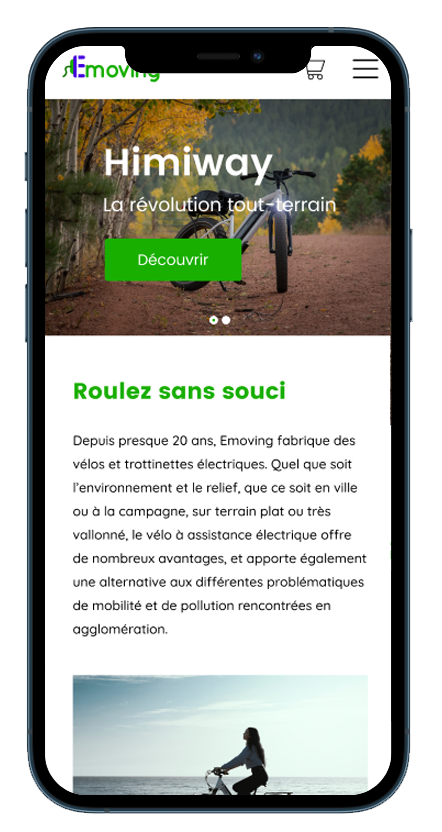 Emoving
Himiway
La révolution tout-terrain
Découvrir
Roulez sans souci
Depuis presque 20 ans, Emoving fabrique des
vélos et trottinettes électriques. Quel que soit
l'environnement et le relief, que ce soit en ville
ou à la campagne, sur terrain plat ou très
vallonné, le vélo à assistance électrique offre
de nombreux avantages, et apporte également
une alternative aux différentes problématiques
de mobilité et de pollution rencontrées en
agglomération.